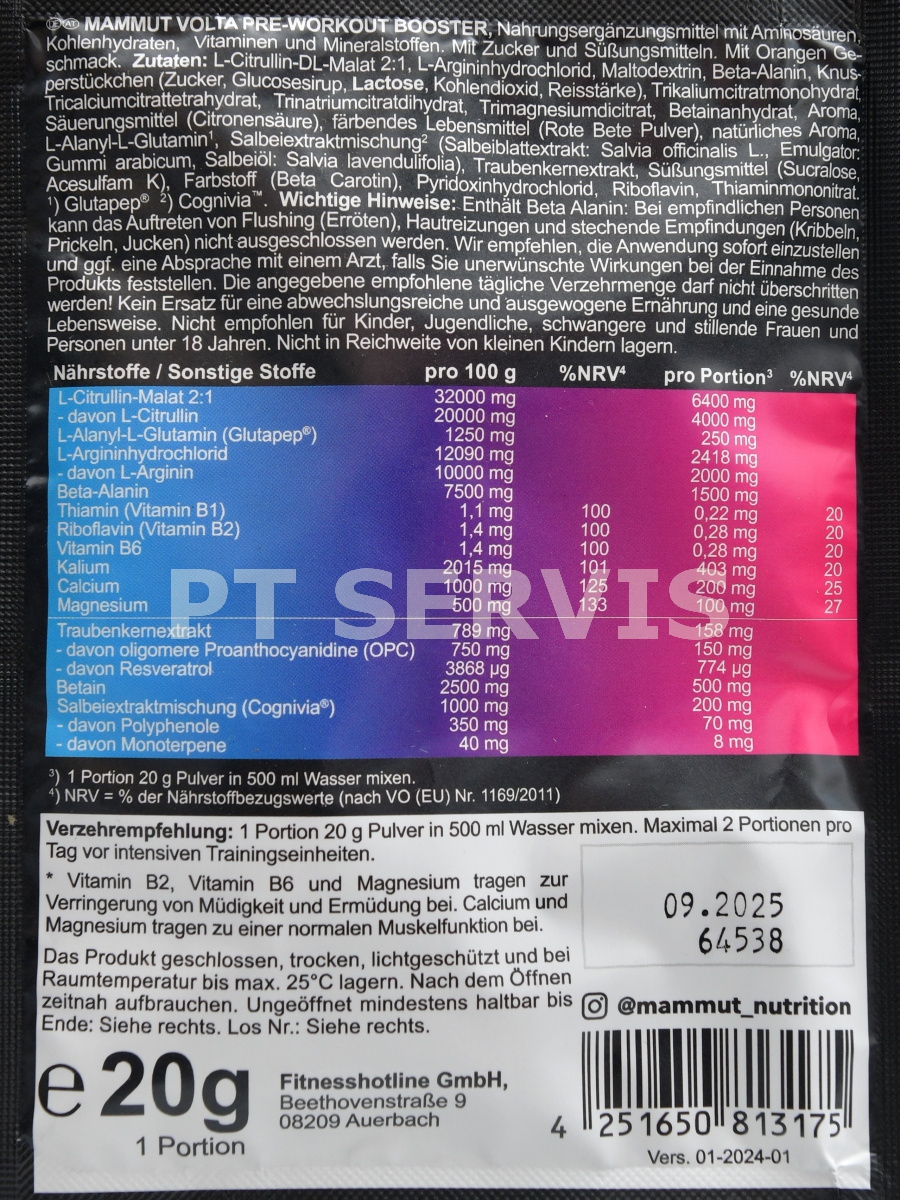 DE AT MAMMUT VOLTA PRE-WORKOUT BOOSTER, Nahrungsergänzungsmittel mit Aminosäuren,
Kohlenhydraten, Vitaminen und Mineralstoffen. Mit Zucker und Süßungsmitteln. Mit Orangen Ge-
schmack. Zutaten: L-Citrullin-DL-Malat 2:1, L-Argininhydrochlorid, Maltodextrin, Beta-Alanin, Knus-
perstückchen (Zucker, Glucosesirup, Lactose, Kohlendioxid, Reisstärke), Trikaliumcitratmonohydrat,
Tricalciumcitrattetrahydrat, Trinatriumcitratdihydrat, Trimagnesiumdicitrat, Betainanhydrat, Aroma,
Säuerungsmittel (Citronensäure), färbendes Lebensmittel (Rote Bete Pulver), natürliches Aroma,
L-Alanyl-L-Glutamin¹, Salbeiextraktmischung² (Salbeiblattextrakt: Salvia officinalis L., Emulgator:
Gummi arabicum, Salbeiöl: Salvia lavendulifolia), Traubenkernextrakt, Süßungsmittel (Sucralose,
Acesulfam K), Farbstoff (Beta Carotin), Pyridoxinhydrochlorid, Riboflavin, Thiaminmononitrat.
¹) Glutapep® ²) Cognivia™. Wichtige Hinweise: Enthält Beta Alanin: Bei empfindlichen Personen
kann das Auftreten von Flushing (Erröten), Hautreizungen und stechende Empfindungen (Kribbeln,
Prickeln, Jucken) nicht ausgeschlossen werden. Wir empfehlen, die Anwendung sofort einzustellen
und ggf. eine Absprache mit einem Arzt, falls Sie unerwünschte Wirkungen bei der Einnahme des
Produkts feststellen. Die angegebene empfohlene tägliche Verzehrmenge darf nicht überschritten
werden! Kein Ersatz für eine abwechslungsreiche und ausgewogene Ernährung und eine gesunde
Lebensweise. Nicht empfohlen für Kinder, Jugendliche, schwangere und stillende Frauen und
Personen unter 18 Jahren. Nicht in Reichweite von kleinen Kindern lagern.
Nährstoffe / Sonstige Stoffe pro 100 g %NRV⁴ pro Portion³ %NRV⁴
L-Citrullin-Malat 2:1 32000 mg 6400 mg
- davon L-Citrullin 20000 mg 4000 mg
L-Alanyl-L-Glutamin (Glutapep®) 1250 mg 250 mg
L-Argininhydrochlorid 12090 mg 2418 mg
- davon L-Arginin 10000 mg 2000 mg
Beta-Alanin 7500 mg 1500 mg
Thiamin (Vitamin B1) 1,1 mg 100 0,22 mg 20
Riboflavin (Vitamin B2) 1,4 mg 100 0,28 mg 20
Vitamin B6 1,4 mg 100 0,28 mg 20
Kalium 2015 mg 101 403 mg 20
Calcium 1000 mg 125 200 mg 25
Magnesium 500 mg 133 100 mg 27
PT SERVIS
Traubenkernextrakt 789 mg 158 mg
- davon oligomere Proanthocyanidine (OPC) 750 mg 150 mg
- davon Resveratrol 3868 µg 774 µg
Betain 2500 mg 500 mg
Salbeiextraktmischung (Cognivia®) 1000 mg 200 mg
- davon Polyphenole 350 mg 70 mg
- davon Monoterpene 40 mg 8 mg
³) 1 Portion 20 g Pulver in 500 ml Wasser mixen.
⁴) NRV = % der Nährstoffbezugswerte (nach VO (EU) Nr. 1169/2011)
Verzehrempfehlung: 1 Portion 20 g Pulver in 500 ml Wasser mixen. Maximal 2 Portionen pro
Tag vor intensiven Trainingseinheiten.
* Vitamin B2, Vitamin B6 und Magnesium tragen zur
Verringerung von Müdigkeit und Ermüdung bei. Calcium und
Magnesium tragen zu einer normalen Muskelfunktion bei.
Das Produkt geschlossen, trocken, lichtgeschützt und bei
Raumtemperatur bis max. 25°C lagern. Nach dem Öffnen
zeitnah aufbrauchen. Ungeöffnet mindestens haltbar bis
Ende: Siehe rechts. Los Nr.: Siehe rechts.
09.2025
64538
@mammut_nutrition
e 20g
1 Portion
Fitnesshotline GmbH,
Beethovenstraße 9
08209 Auerbach
4 251650 813175
Vers. 01-2024-01